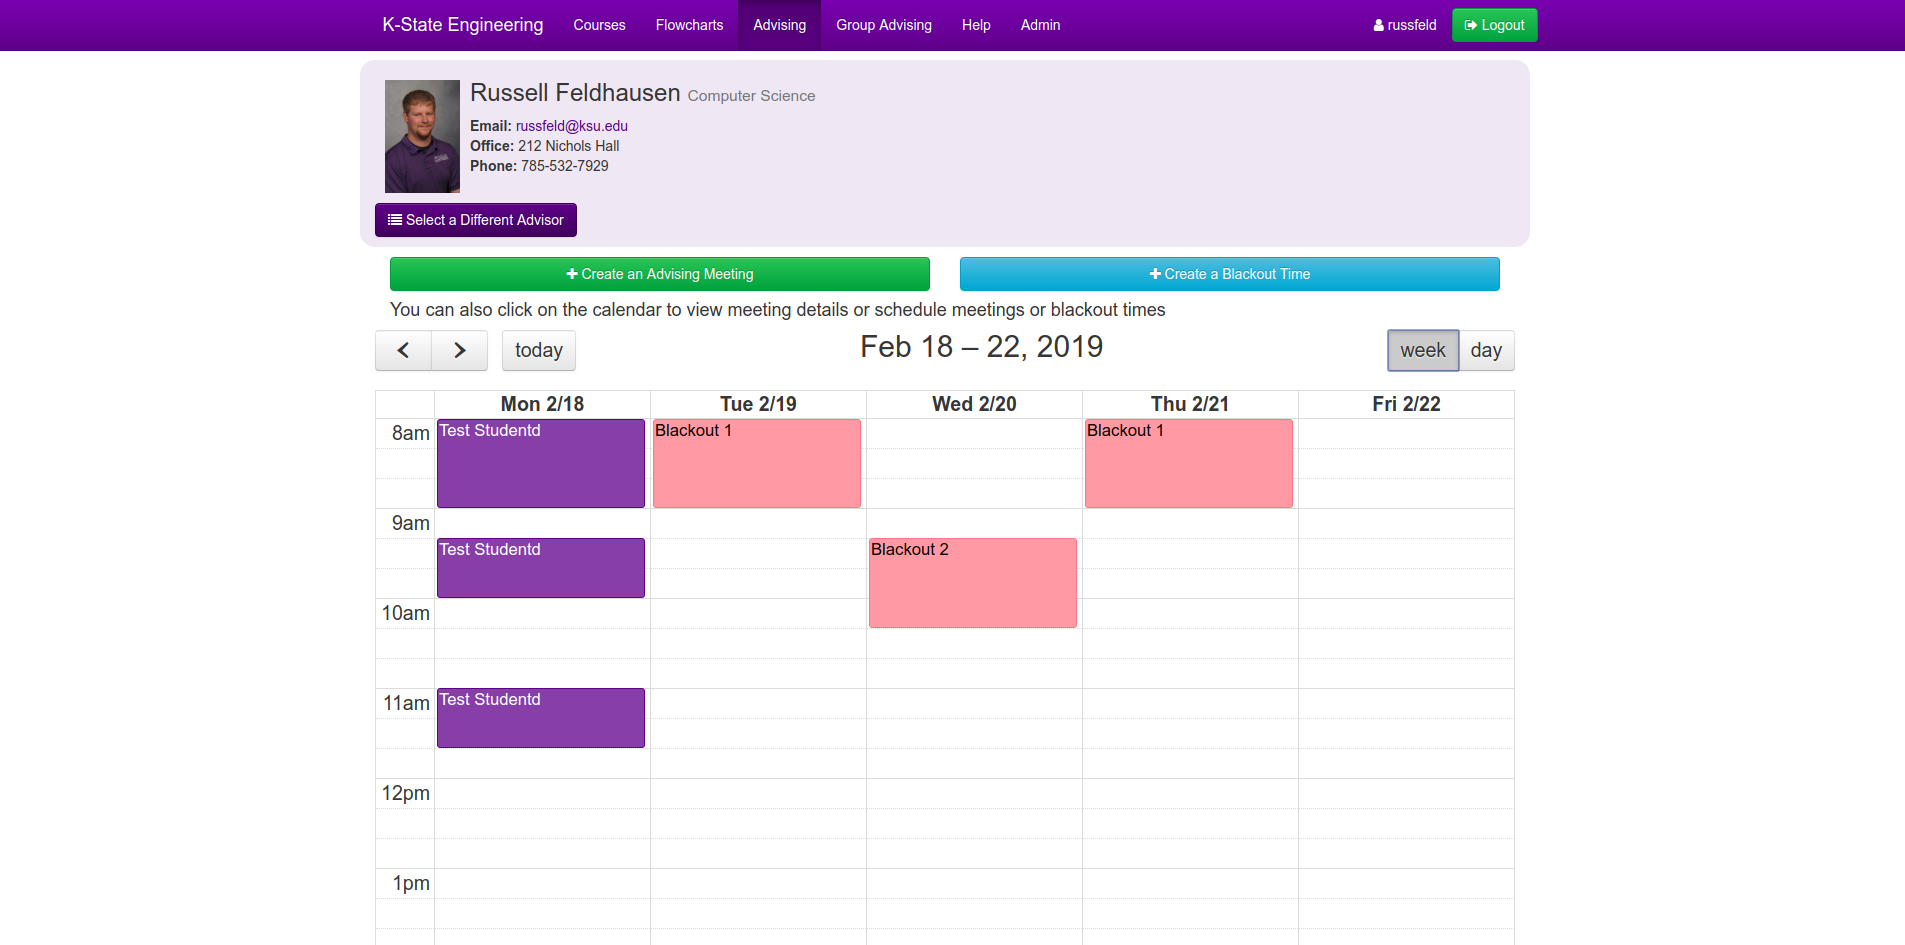 K-State Engineering Courses Flowcharts Advising Group Advising Help Admin russfeld Logout
Russell Feldhausen Computer Science
Email: russfeld@ksu.edu
Office: 212 Nichols Hall
Phone: 785-532-7929
Select a Different Advisor
Create an Advising Meeting Create a Blackout Time
You can also click on the calendar to view meeting details or schedule meetings or blackout times
today Feb 18 – 22, 2019 week day
Mon 2/18 Tue 2/19 Wed 2/20 Thu 2/21 Fri 2/22
8am Test Studentd Blackout 1 Blackout 1
9am
Test Studentd Blackout 2
10am
11am Test Studentd
12pm
1pm